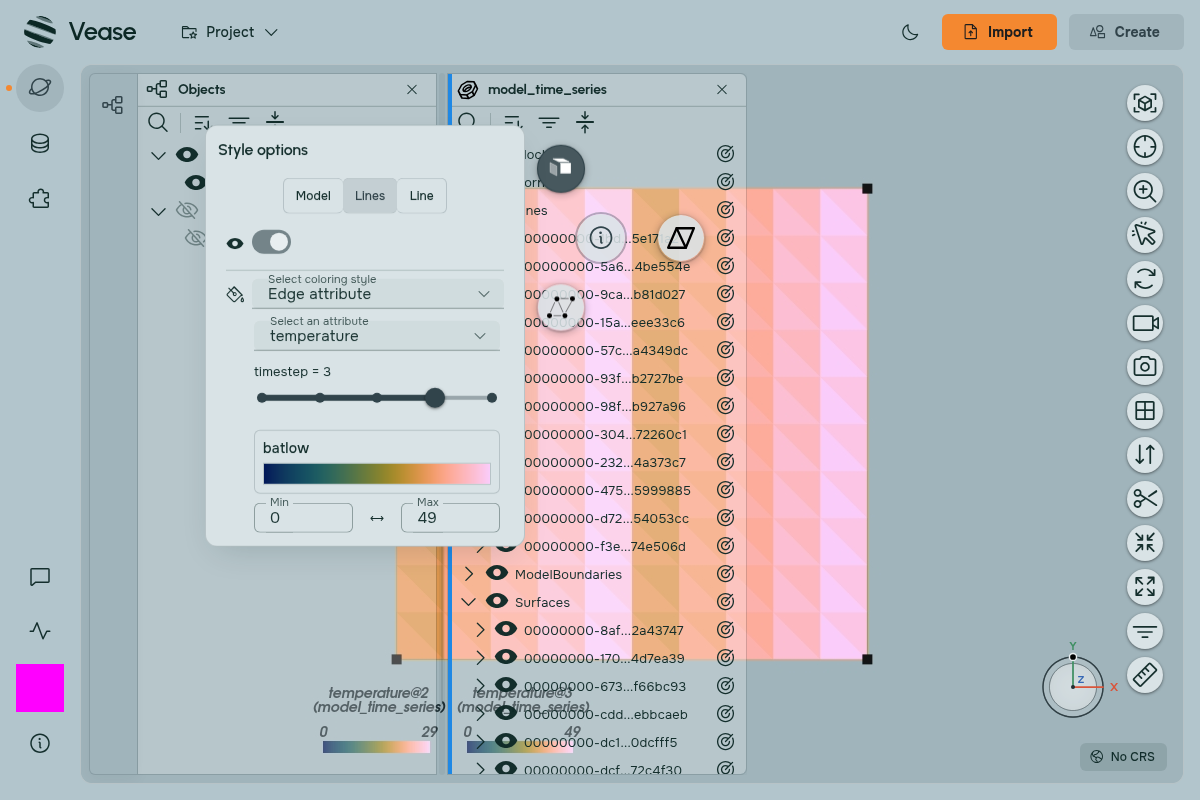 Vease
Project
Import
Create
Objects
model_time_series
Style options
Model
Lines
Line
Select coloring style
Edge attribute
Select an attribute
temperature
timestep = 3
batlow
Min
0
Max
49
00000000-5a6...4be554e
00000000-9ca...b81d027
00000000-15a...eee33c6
00000000-57c...a4349dc
00000000-93f...b2727be
00000000-98f...b927a96
00000000-304...72260c1
00000000-232...4a373c7
00000000-475...5999885
00000000-d72...54053cc
00000000-f3e...74e506d
ModelBoundaries
Surfaces
00000000-8af...2a43747
00000000-170...4d7ea39
00000000-673...f66bc93
00000000-cdd...ebbcaeb
00000000-dc1...0dcfff5
00000000-dcf...72c4f30
temperature@2
(model_time_series)
0 29
temperature@3
(model_time_series)
0 49
Y
Z
X
No CRS